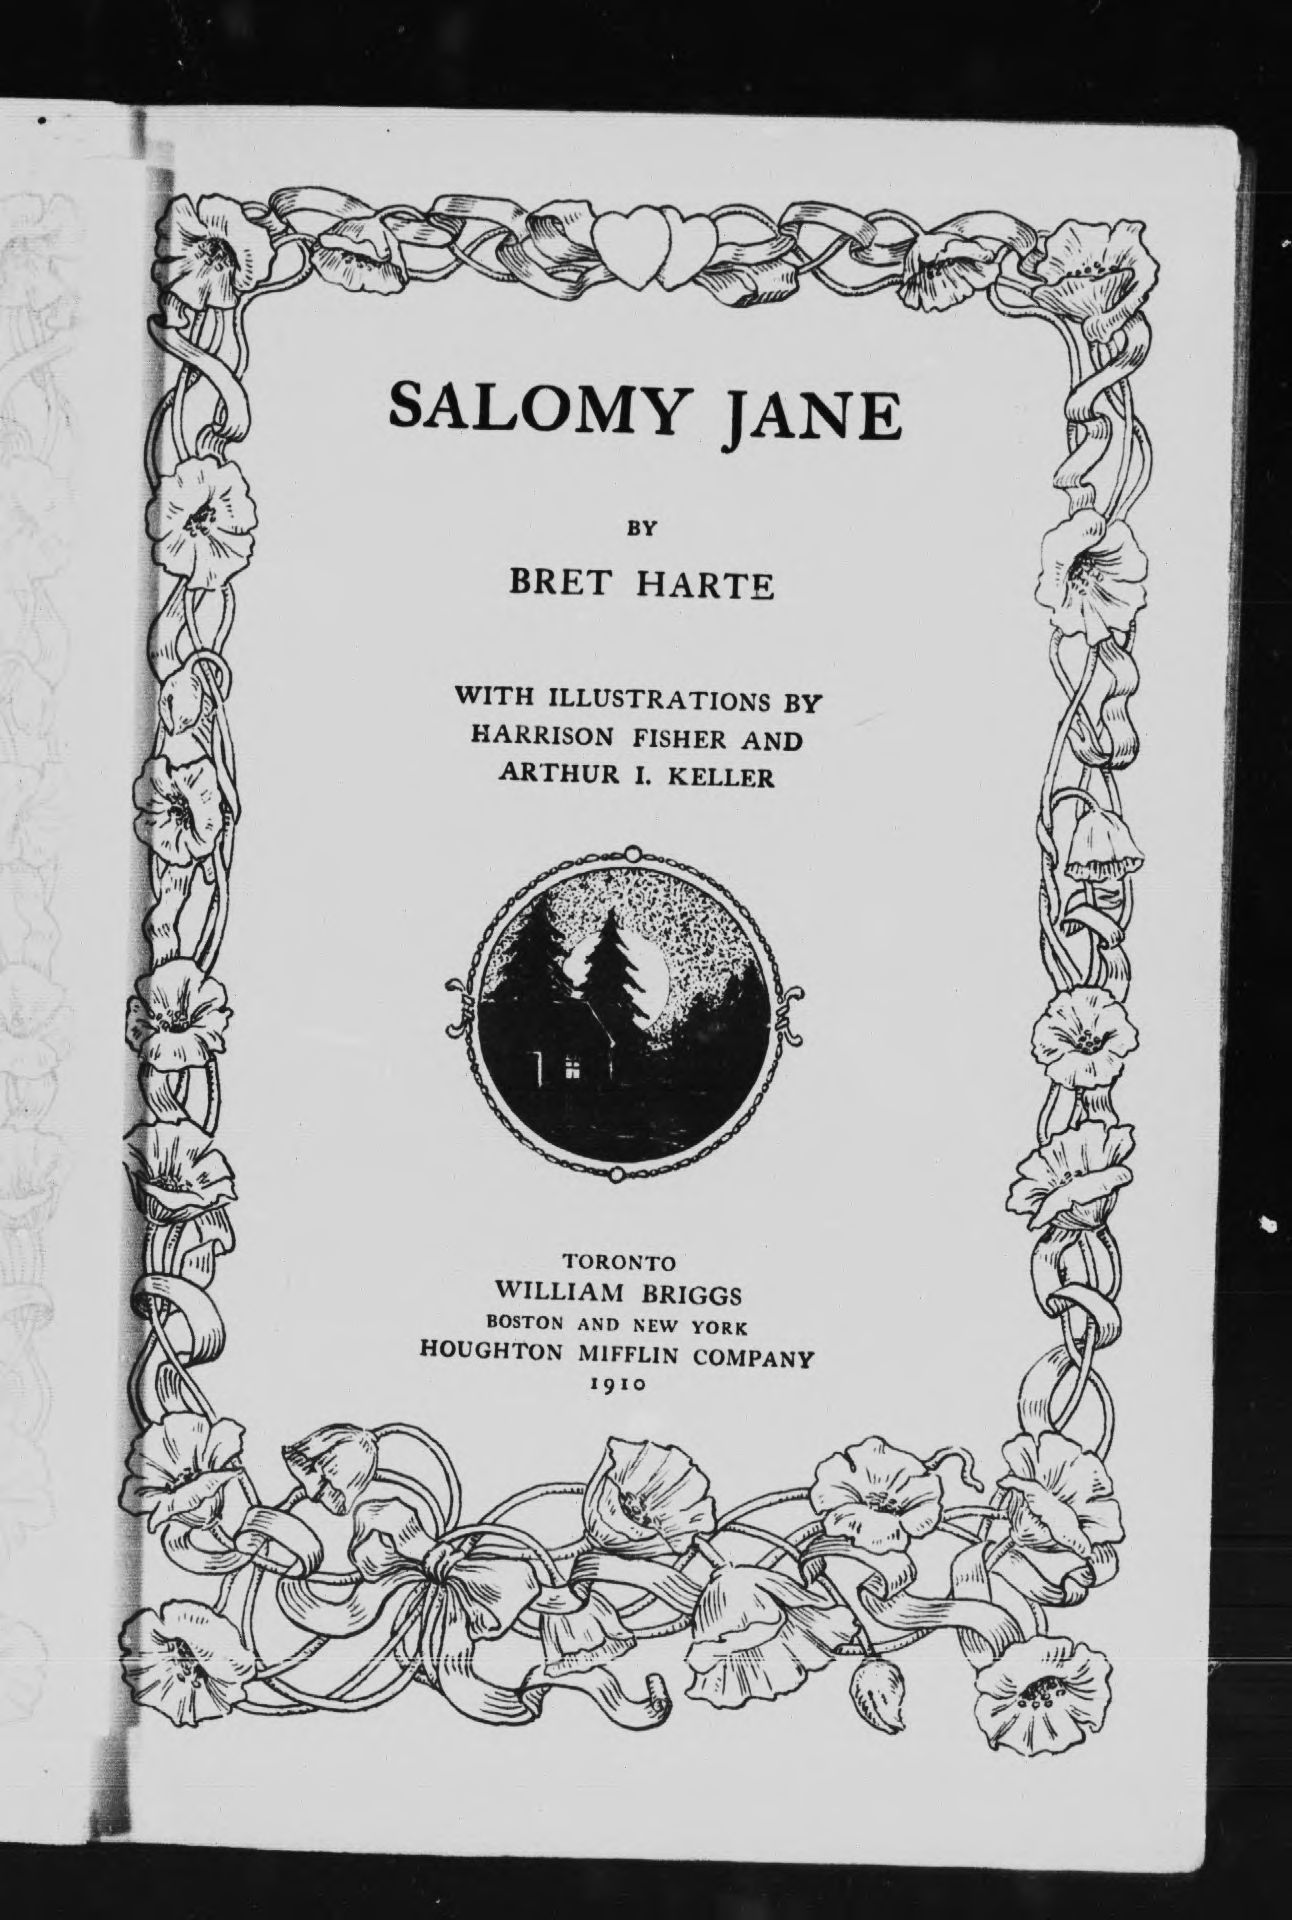 SALOMY JANE
BY
BRET HARTE
WITH ILLUSTRATIONS BY
HARRISON FISHER AND
ARTHUR I. KELLER
TORONTO
WILLIAM BRIGGS
BOSTON AND NEW YORK
HOUGHTON MIFFLIN COMPANY
1910